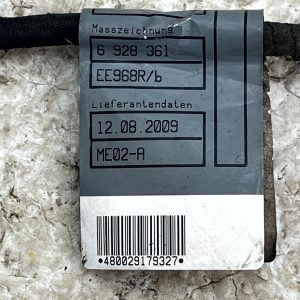 Masszeichnung
6 928 361
EE968R/b
Lieferantendaten
12.08.2009
ME02-A
*480029179327*